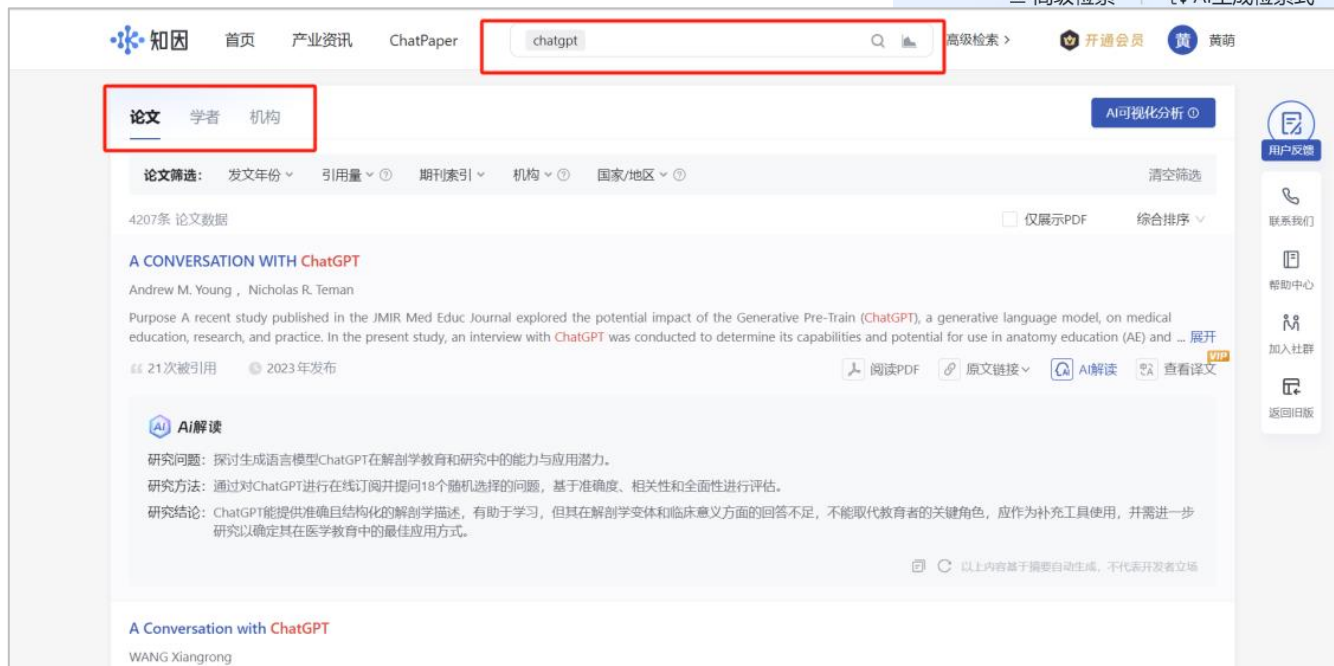 高级检索 AI生成检索式
知因 首页 产业资讯 ChatPaper chatgpt 高级检索 > 开通会员 黄 黄萌
论文 学者 机构 AI可视化分析
用户反馈
论文筛选： 发文年份 引用量 期刊索引 机构 国家/地区 清空筛选
4207条 论文数据 仅展示PDF 综合排序
联系我们
A CONVERSATION WITH ChatGPT
Andrew M. Young , Nicholas R. Teman
帮助中心
Purpose A recent study published in the JMIR Med Educ Journal explored the potential impact of the Generative Pre-Train (ChatGPT), a generative language model, on medical
education, research, and practice. In the present study, an interview with ChatGPT was conducted to determine its capabilities and potential for use in anatomy education (AE) and ... 展开
加入社群
21次被引用 2023年发布 阅读PDF 原文链接 AI解读 查看译文 VIP
返回旧版
Ai解读
研究问题： 探讨生成语言模型ChatGPT在解剖学教育和研究中的能力与应用潜力。
研究方法： 通过对ChatGPT进行在线订阅并提问18个随机选择的问题，基于准确度、相关性和全面性进行评估。
研究结论： ChatGPT能提供准确且结构化的解剖学描述，有助于学习，但其在解剖学变体和临床意义方面的回答不足，不能取代教育者的关键角色，应作为补充工具使用，并需进一步
研究以确定其在医学教育中的最佳应用方式。
以上内容基于摘要自动生成，不代表开发者立场
A Conversation with ChatGPT
WANG Xiangrong